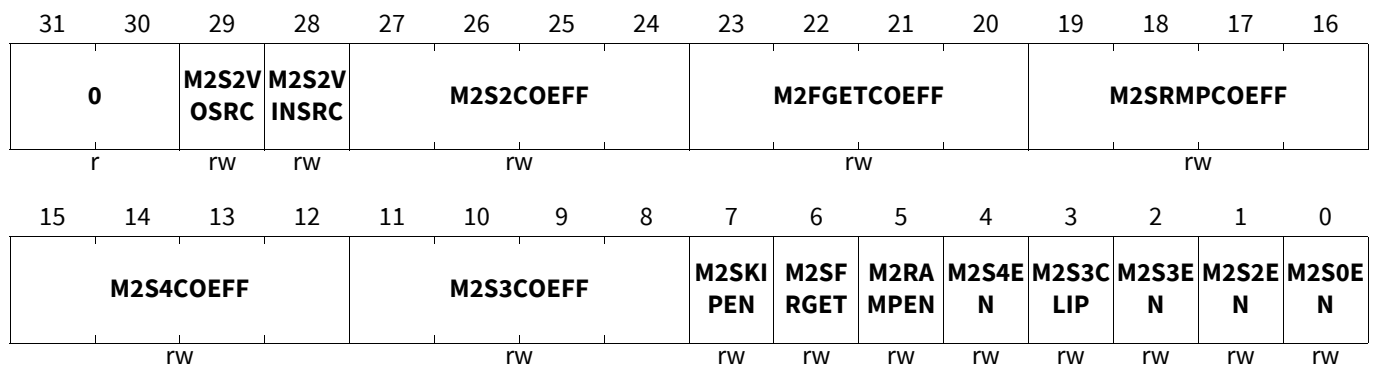 31 30 29 28 27 26 25 24 23 22 21 20 19 18 17 16
0 M2S2V OSRC M2S2V INSRC M2S2COEFF M2FGETCOEFF M2SRMPCOEFF
r rw rw rw rw rw
15 14 13 12 11 10 9 8 7 6 5 4 3 2 1 0
M2S4COEFF M2S3COEFF M2SKI PEN M2SF RGET M2RA MPEN M2S4E N M2S3C LIP M2S3E N M2S2E N M2S0E N
rw rw rw rw rw rw rw rw rw rw